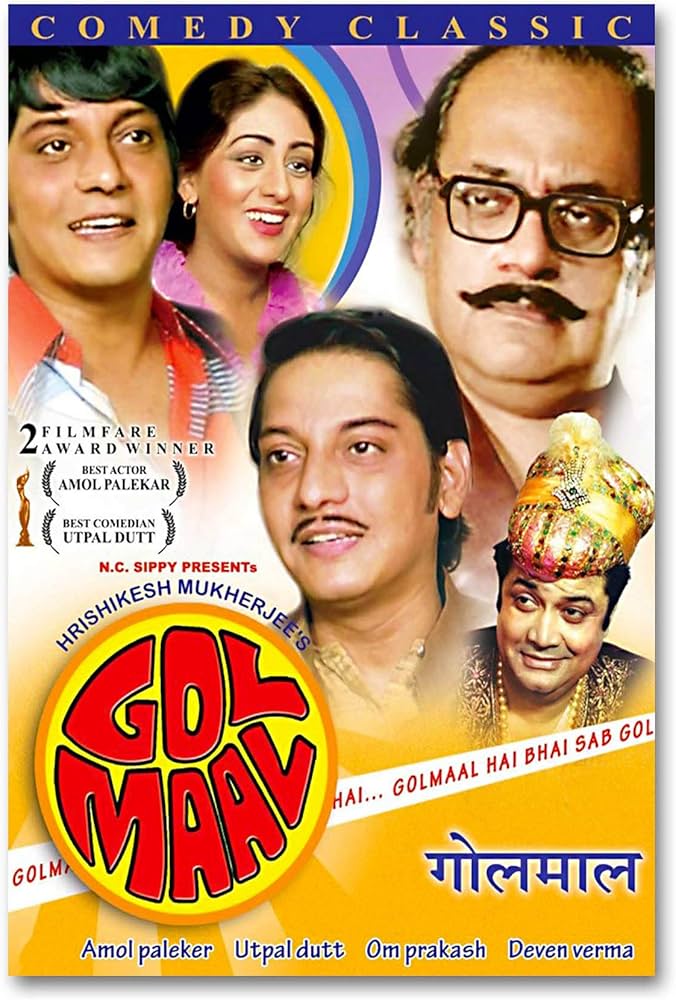 COMEDY CLASSIC
2 FILMFARE
AWARD WINNER
BEST ACTOR
AMOL PALEKAR
BEST COMEDIAN
UTPAL DUTT
N.C. SIPPY PRESENTs
HRISHIKESH MUKHERJEE'S
GOL
MAAL
HAI... GOLMAAL HAI BHAI SAB GOL
गोलमाल
Amol paleker Utpal dutt Om prakash Deven verma